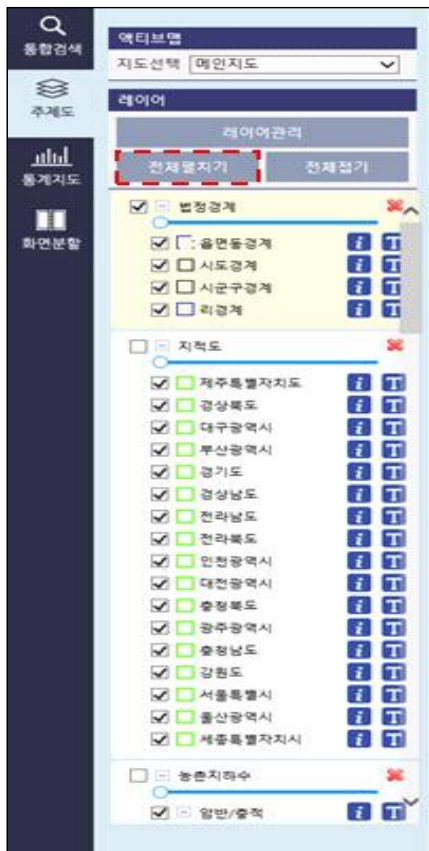 통합검색
주제도
통계지도
화면분할
액티브맵
지도선택 메인지도
레이어
레이어관리
전체펼치기 전체접기
법정경계
읍면동경계
시도경계
시군구경계
리경계
지적도
제주특별자치도
경상북도
대구광역시
부산광역시
경기도
경상남도
전라남도
전라북도
인천광역시
대전광역시
충청북도
광주광역시
충청남도
강원도
서울특별시
울산광역시
세종특별자치시
농촌지하수
암반/충적